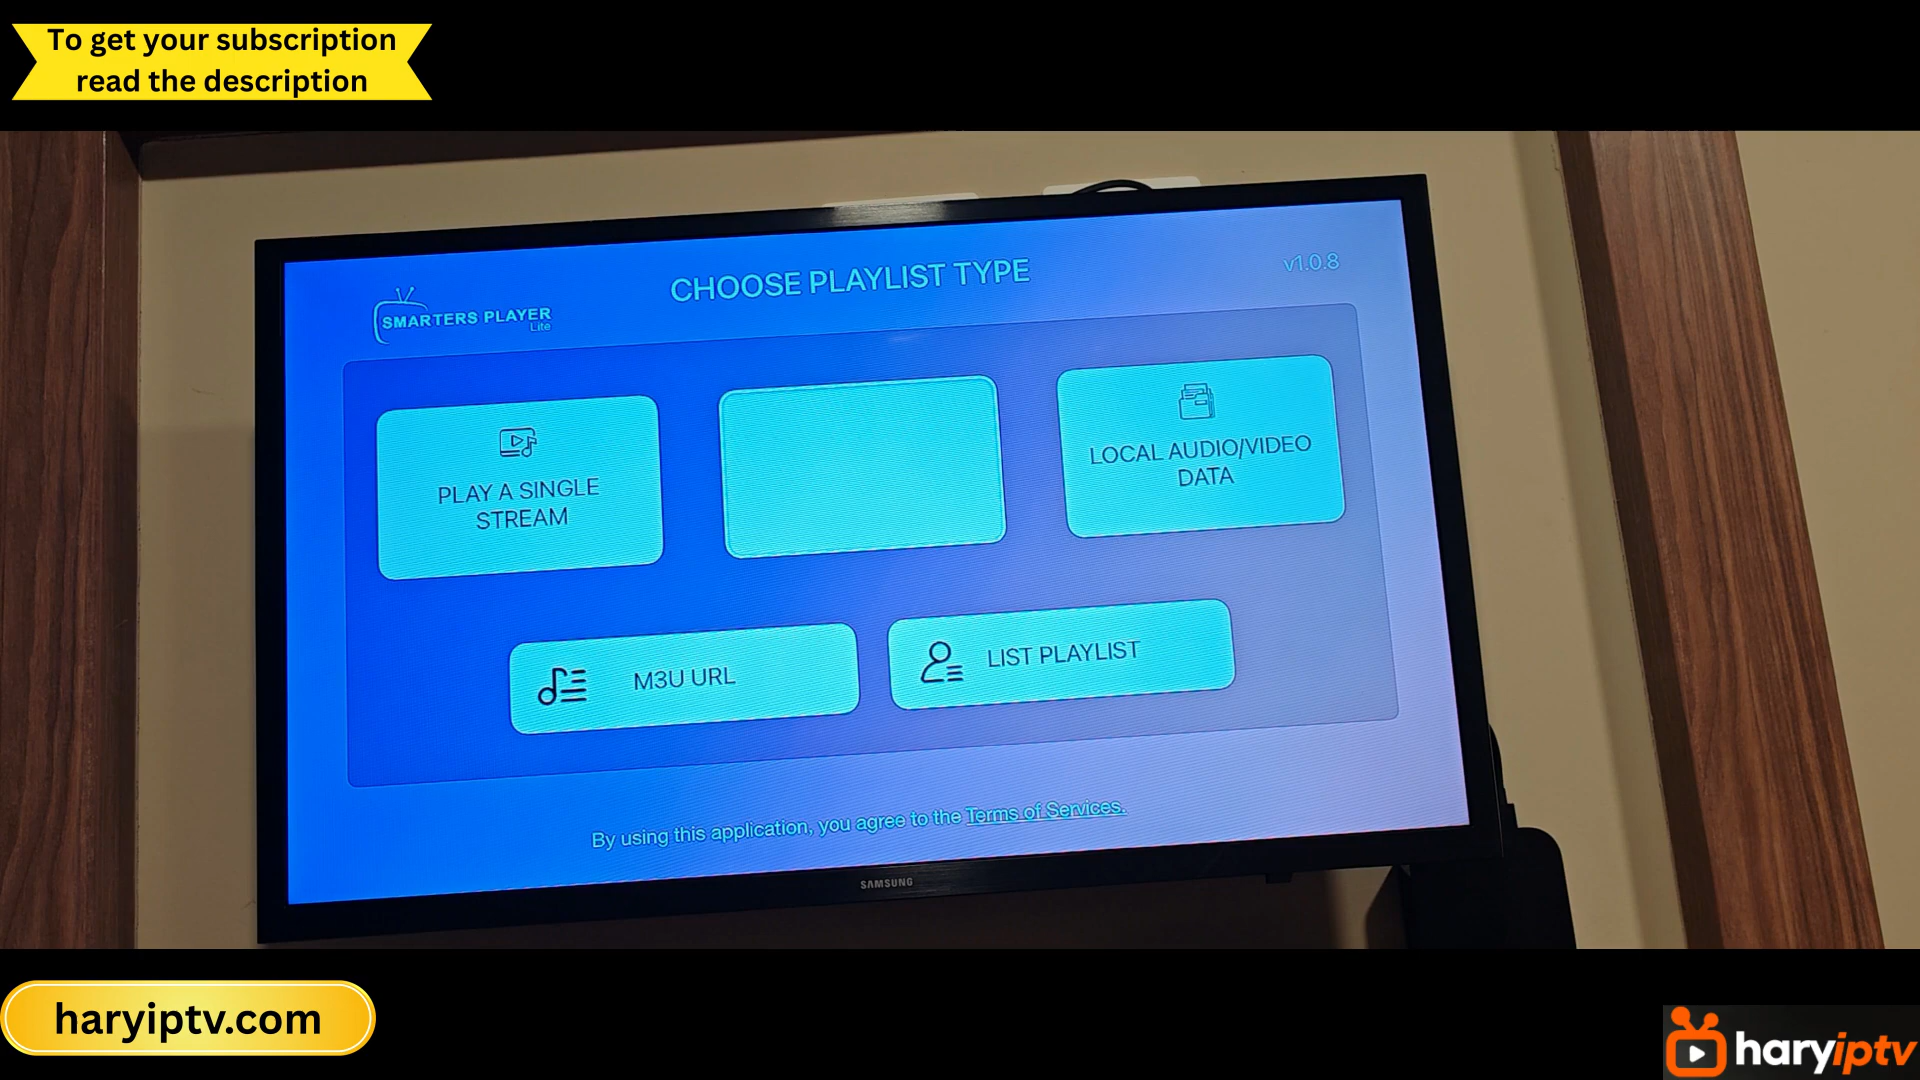 To get your subscription
read the description
CHOOSE PLAYLIST TYPE
v1.0.8
SMARTERS PLAYER
Lite
PLAY A SINGLE
STREAM
LOCAL AUDIO/VIDEO
DATA
M3U URL
LIST PLAYLIST
By using this application, you agree to the Terms of Services.
SAMSUNG
haryiptv.com
haryiptv